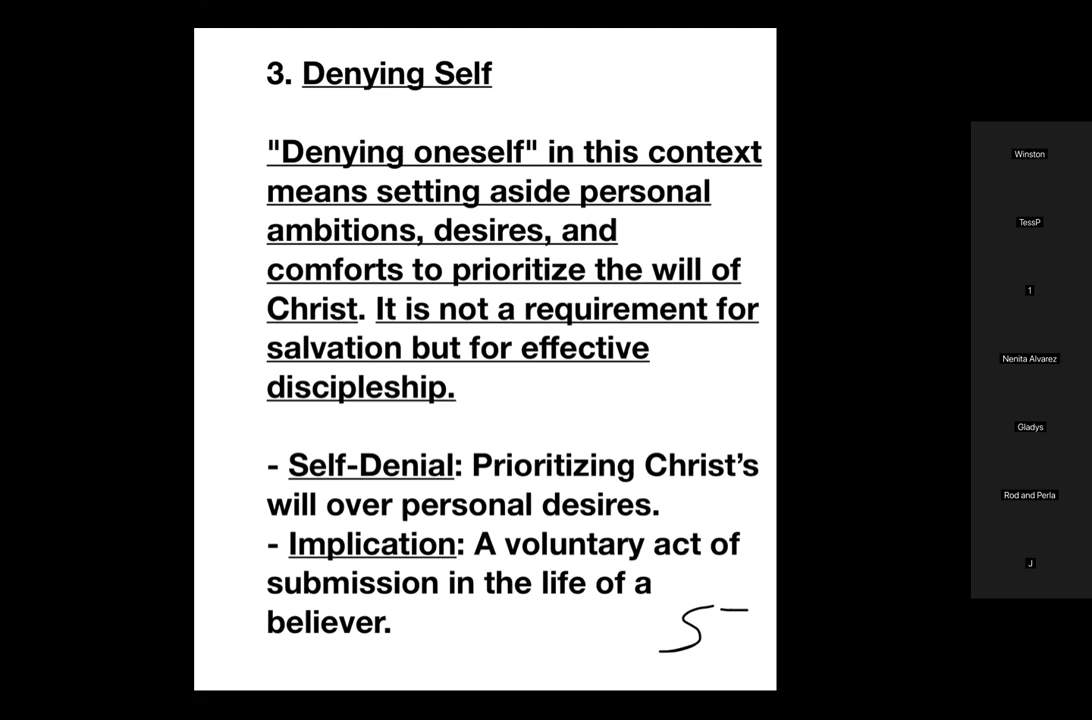 3. Denying Self
"Denying oneself" in this context
means setting aside personal
ambitions, desires, and
comforts to prioritize the will of
Christ. It is not a requirement for
salvation but for effective
discipleship.
- Self-Denial: Prioritizing Christ’s
will over personal desires.
- Implication: A voluntary act of
submission in the life of a
believer.
Winston
TessP
1
Nenita Alvarez
Gladys
Rod and Perla
J